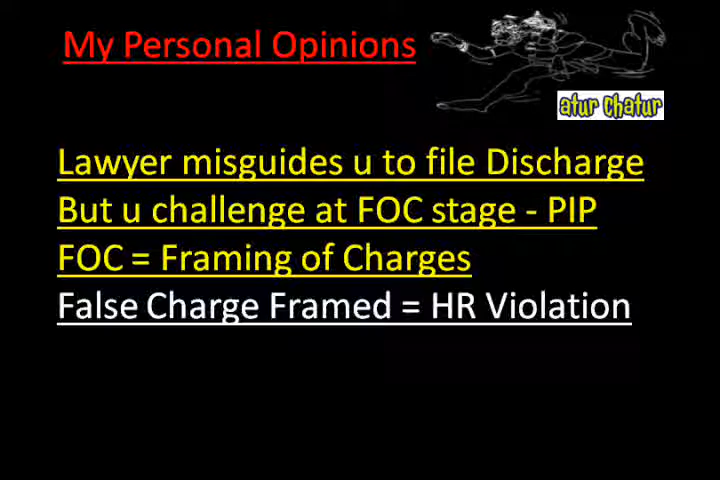 My Personal Opinions
atur chatur
Lawyer misguides u to file Discharge
But u challenge at FOC stage - PIP
FOC = Framing of Charges
False Charge Framed = HR Violation